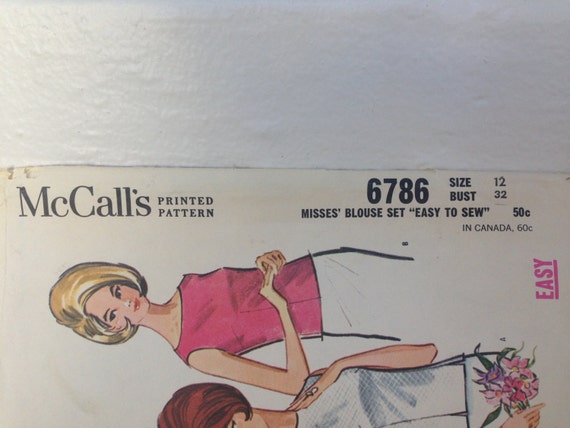 McCall's PRINTED PATTERN
6786 SIZE 12 BUST 32
MISSES' BLOUSE SET "EASY TO SEW" 50c
IN CANADA, 60c
B
EASY
A